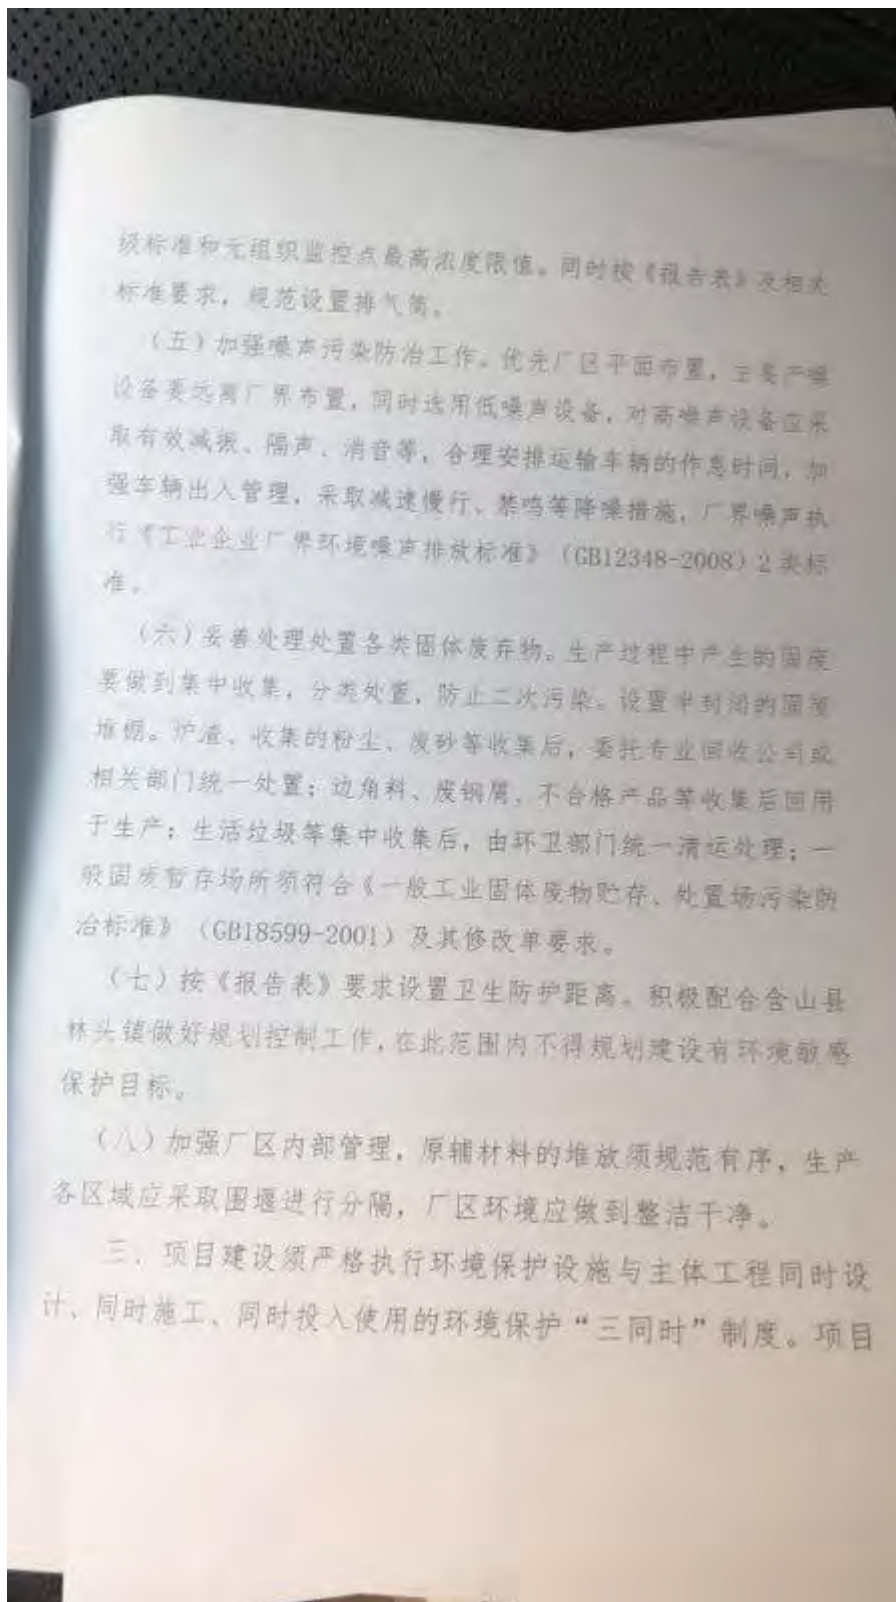 级标准和无组织监控点最高浓度限值。同时按《报告表》及相关
标准要求，规范设置排气筒。
（五）加强噪声污染防治工作。优先厂区平面布置，主要产噪
设备要远离厂界布置，同时选用低噪声设备，对高噪声设备应采
取有效减振、隔声、消音等，合理安排运输车辆的作息时间，加
强车辆出入管理，采取减速慢行、禁鸣等降噪措施，厂界噪声执
行《工业企业厂界环境噪声排放标准》（GB12348-2008）2类标
准。
（六）妥善处理处置各类固体废弃物。生产过程中产生的固废
要做到集中收集，分类处置，防止二次污染。设置半封闭的固废
堆棚。炉渣、收集的粉尘、废砂等收集后，委托专业回收公司或
相关部门统一处置；边角料、废钢屑、不合格产品等收集后回用
于生产；生活垃圾等集中收集后，由环卫部门统一清运处理；一
般固废暂存场所须符合《一般工业固体废物贮存、处置场污染防
治标准》（GB18599-2001）及其修改单要求。
（七）按《报告表》要求设置卫生防护距离。积极配合含山县
林头镇做好规划控制工作，在此范围内不得规划建设有环境敏感
保护目标。
（八）加强厂区内部管理，原辅材料的堆放须规范有序，生产
各区域应采取围堰进行分隔，厂区环境应做到整洁干净。
三、项目建设须严格执行环境保护设施与主体工程同时设
计、同时施工、同时投入使用的环境保护“三同时”制度。项目